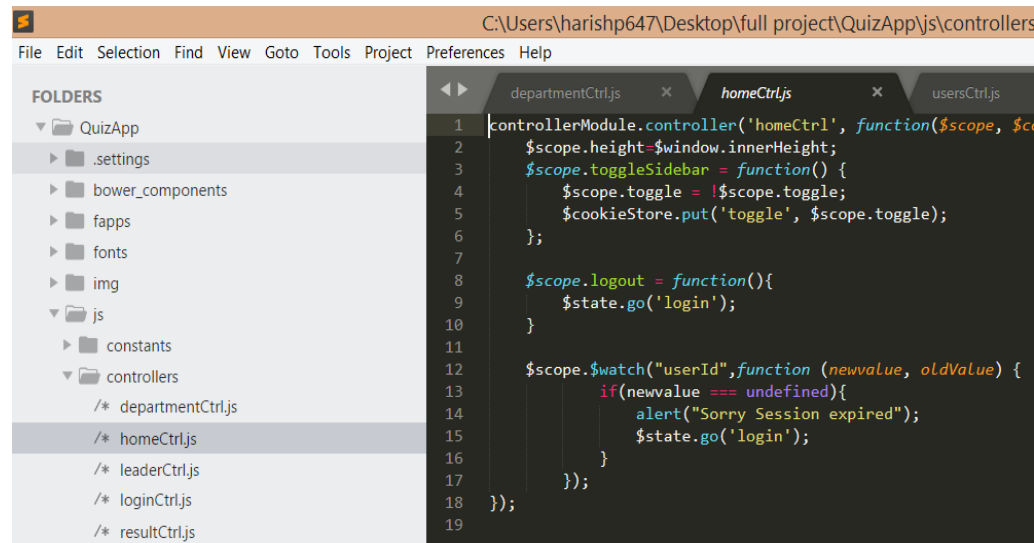 C:\Users\harishp647\Desktop\full project\QuizApp\js\controllers
File Edit Selection Find View Goto Tools Project Preferences Help
FOLDERS
QuizApp
.settings
bower_components
fapps
fonts
img
js
constants
controllers
/* departmentCtrl.js
/* homeCtrl.js
/* leaderCtrl.js
/* loginCtrl.js
/* resultCtrl.js
departmentCtrl.js × homeCtrl.js × usersCtrl.js
1 controllerModule.controller('homeCtrl', function($scope, $co
2 $scope.height=$window.innerHeight;
3 $scope.toggleSidebar = function() {
4 $scope.toggle = !$scope.toggle;
5 $cookieStore.put('toggle', $scope.toggle);
6 };
7
8 $scope.logout = function(){
9 $state.go('login');
10 }
11
12 $scope.$watch("userId",function (newvalue, oldValue) {
13 if(newvalue === undefined){
14 alert("Sorry Session expired");
15 $state.go('login');
16 }
17 });
18 });
19